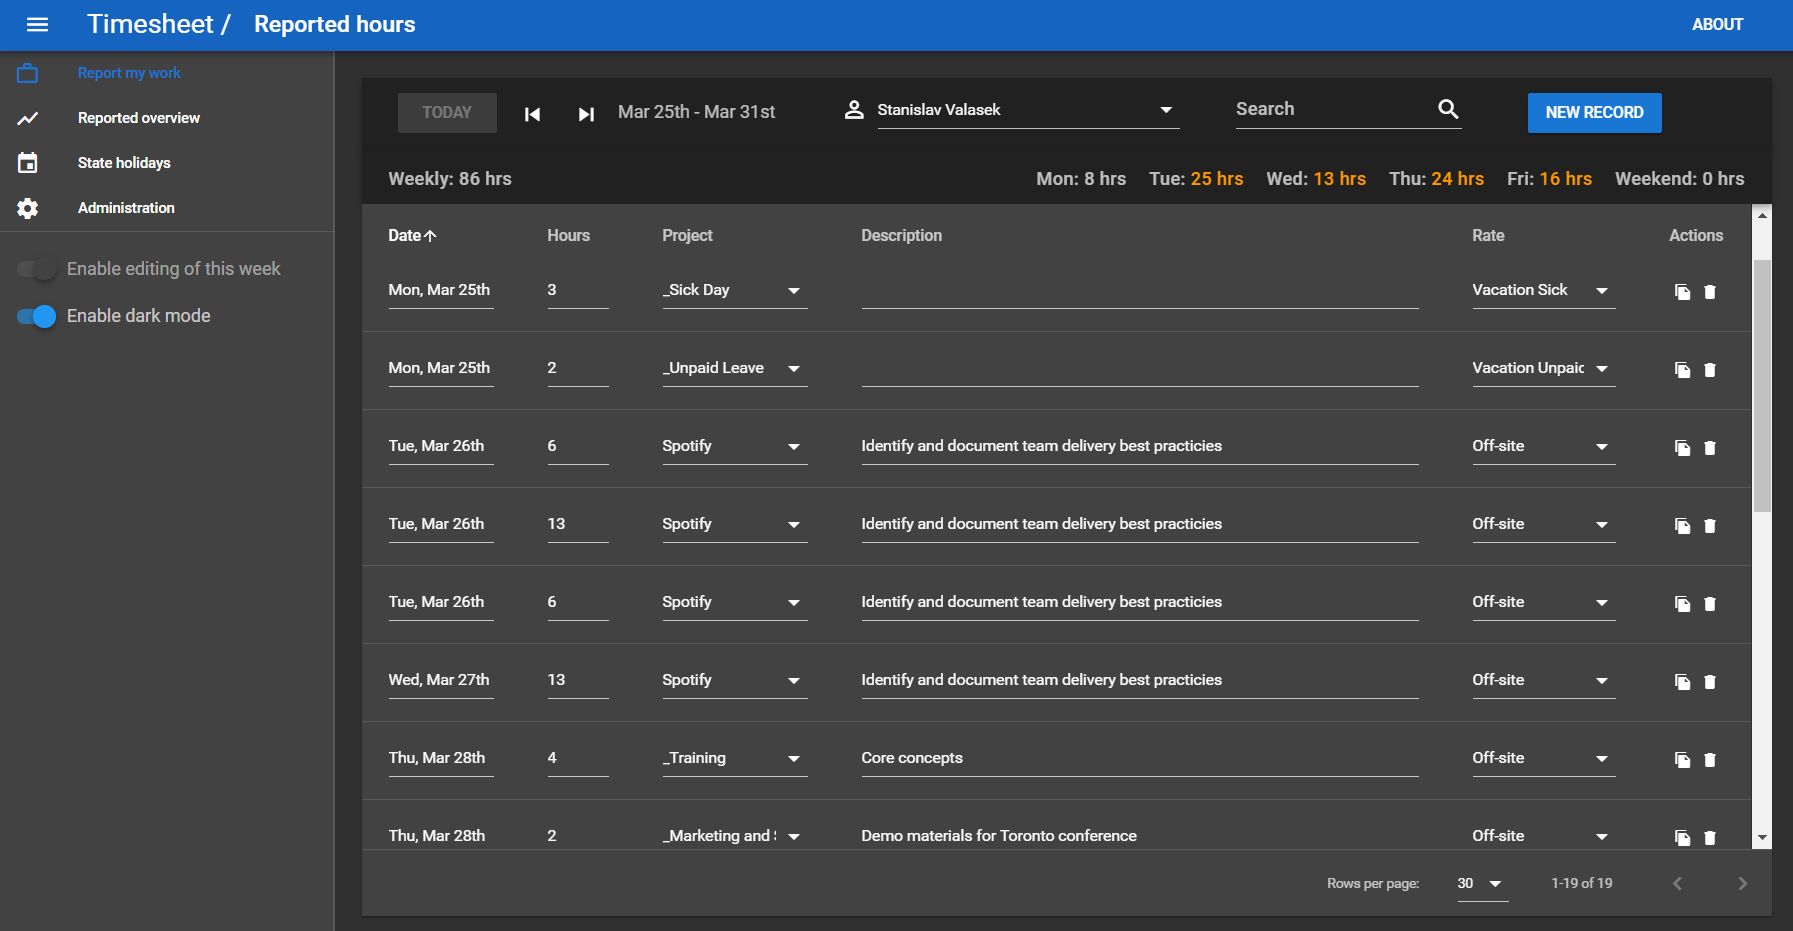 Timesheet / Reported hours ABOUT
Report my work
Reported overview
State holidays
Administration
Enable editing of this week
Enable dark mode
TODAY Mar 25th - Mar 31st Stanislav Valasek Search NEW RECORD
Weekly: 86 hrs Mon: 8 hrs Tue: 25 hrs Wed: 13 hrs Thu: 24 hrs Fri: 16 hrs Weekend: 0 hrs
Date Hours Project Description Rate Actions
Mon, Mar 25th 3 _Sick Day Vacation Sick
Mon, Mar 25th 2 _Unpaid Leave Vacation Unpaid
Tue, Mar 26th 6 Spotify Identify and document team delivery best practicies Off-site
Tue, Mar 26th 13 Spotify Identify and document team delivery best practicies Off-site
Tue, Mar 26th 6 Spotify Identify and document team delivery best practicies Off-site
Wed, Mar 27th 13 Spotify Identify and document team delivery best practicies Off-site
Thu, Mar 28th 4 _Training Core concepts Off-site
Thu, Mar 28th 2 _Marketing and Demo materials for Toronto conference Off-site
Rows per page: 30 1-19 of 19